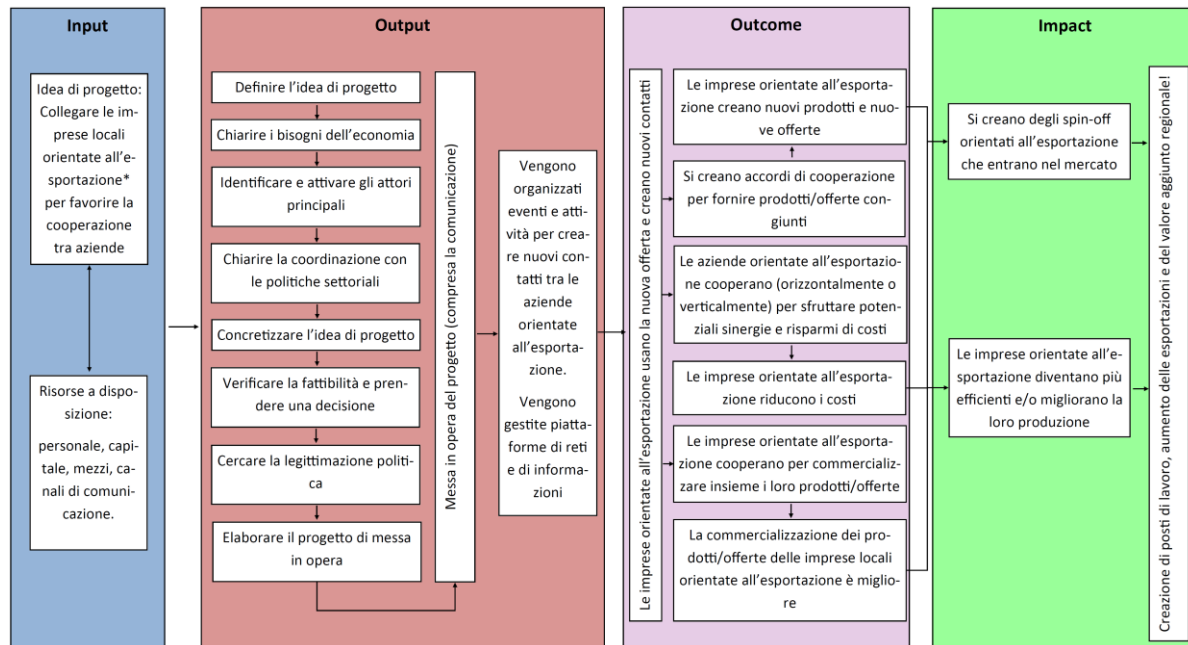 Input
Idea di progetto:
Collegare le im-
prese locali
orientate all'e-
sportazione*
per favorire la
cooperazione
tra aziende
Risorse a dispo-
sizione:
personale, capi-
tale, mezzi, ca-
nali di comuni-
cazione.
Output
Definire l'idea di progetto
Chiarire i bisogni dell'economia
Identificare e attivare gli attori
principali
Chiarire la coordinazione con
le politiche settoriali
Concretizzare l'idea di progetto
Verificare la fattibilità e pren-
dere una decisione
Cercare la legittimazione politi-
ca
Elaborare il progetto di messa
in opera
Messa in opera del progetto (compresa la comunicazione)
Vengono
organizzati
eventi e atti-
vità per crea-
re nuovi con-
tatti tra le
aziende
orientate
all'esporta-
zione.
Vengono
gestite piatta-
forme di reti
e di informa-
zioni
Outcome
Le imprese orientate all'esportazione usano la nuova offerta e creano nuovi contatti
Le imprese orientate all'esporta-
zione creano nuovi prodotti e nuo-
ve offerte
Si creano accordi di cooperazione
per fornire prodotti/offerte con-
giunti
Le aziende orientate all'esportazio-
ne cooperano (orizzontalmente o
verticalmente) per sfruttare poten-
ziali sinergie e risparmi di costi
Le imprese orientate all'esporta-
zione riducono i costi
Le imprese orientate all'esporta-
zione cooperano per commercializ-
zare insieme i loro prodotti/offerte
La commercializzazione dei pro-
dotti/offerte delle imprese locali
orientate all'esportazione è miglio-
re
Impact
Si creano degli spin-off
orientati all'esportazione
che entrano nel mercato
Le imprese orientate all'e-
sportazione diventano più
efficienti e/o migliorano la
loro produzione
Creazione di posti di lavoro, aumento delle esportazioni e del valore aggiunto regionale!